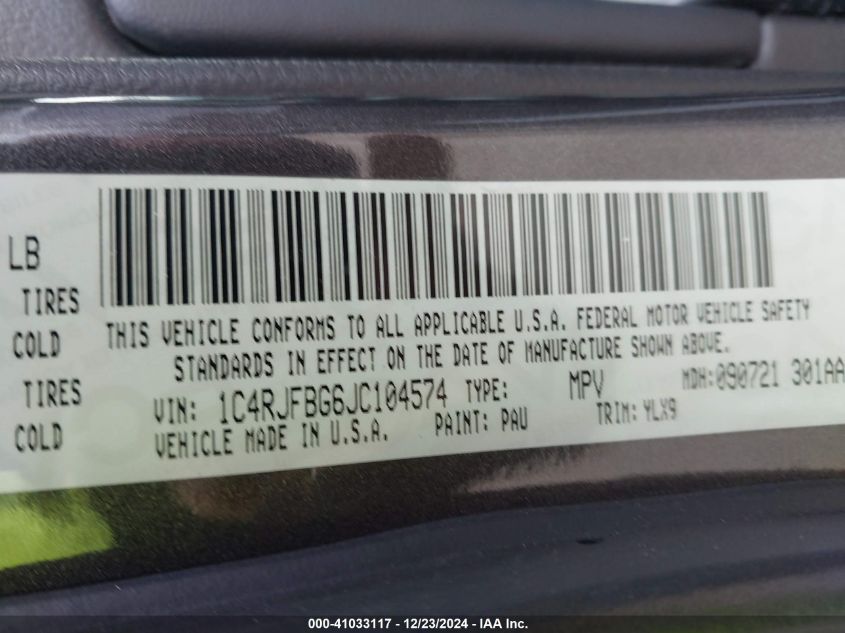 LB
TIRES
COLD
TIRES
COLD
THIS VEHICLE CONFORMS TO ALL APPLICABLE U.S.A. FEDERAL MOTOR VEHICLE SAFETY
STANDARDS IN EFFECT ON THE DATE OF MANUFACTURE SHOWN ABOVE.
VIN: 1C4RJFBG6JC104574 TYPE: MPV MDH:090721 301AA
VEHICLE MADE IN U.S.A. PAINT: PAU TRIM: YLX9
000-41033117 - 12/23/2024 - IAA Inc.